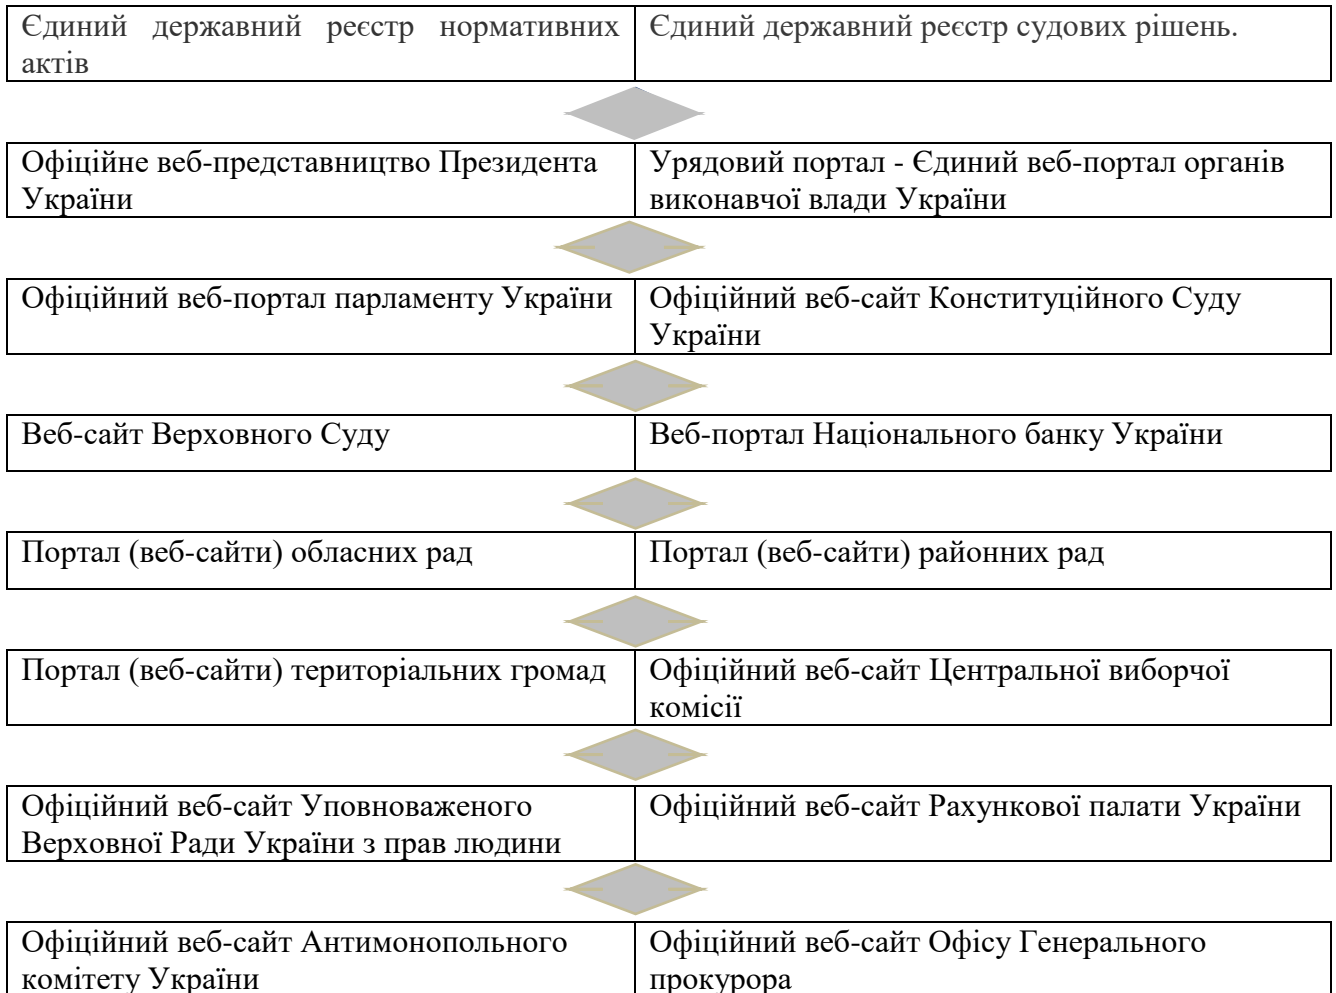 Єдиний державний реєстр нормативних
актів
Єдиний державний реєстр судових рішень.
Офіційне веб-представництво Президента
України
Урядовий портал - Єдиний веб-портал органів
виконавчої влади України
Офіційний веб-портал парламенту України
Офіційний веб-сайт Конституційного Суду
України
Веб-сайт Верховного Суду
Веб-портал Національного банку України
Портал (веб-сайти) обласних рад
Портал (веб-сайти) районних рад
Портал (веб-сайти) територіальних громад
Офіційний веб-сайт Центральної виборчої
комісії
Офіційний веб-сайт Уповноваженого
Верховної Ради України з прав людини
Офіційний веб-сайт Рахункової палати України
Офіційний веб-сайт Антимонопольного
комітету України
Офіційний веб-сайт Офісу Генерального
прокурора